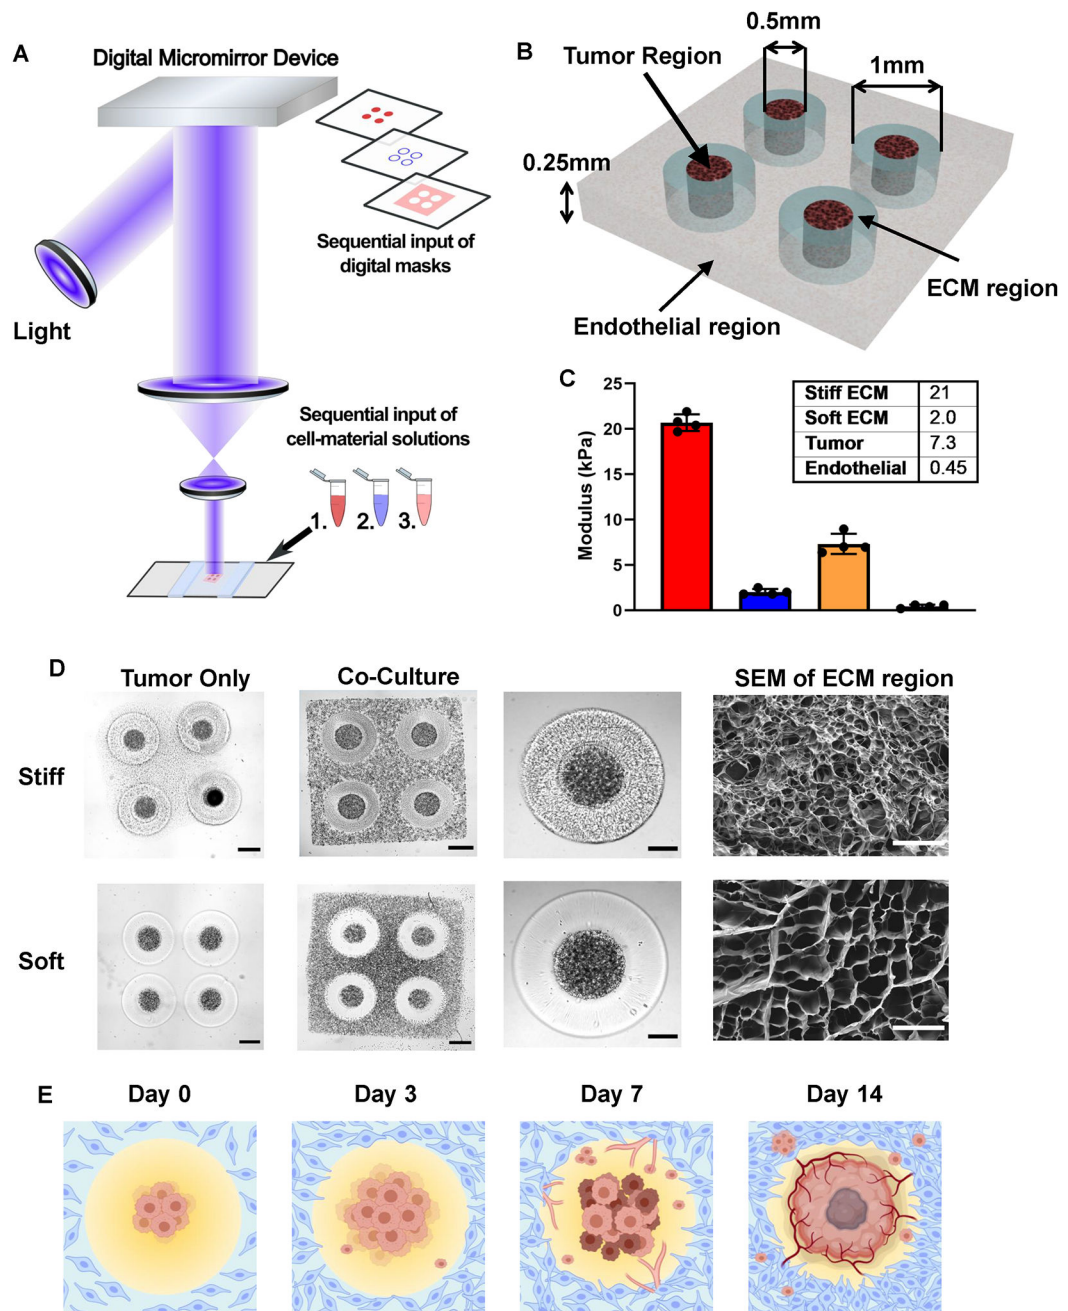 A
Digital Micromirror Device
Sequential input of
digital masks
Light
Sequential input of
cell-material solutions
1. 2. 3.
B
0.5mm
Tumor Region
1mm
0.25mm
ECM region
Endothelial region
C
Modulus (kPa)
25
20
15
10
5
0
Stiff ECM 21
Soft ECM 2.0
Tumor 7.3
Endothelial 0.45
D
Tumor Only
Co-Culture
SEM of ECM region
Stiff
Soft
E
Day 0
Day 3
Day 7
Day 14